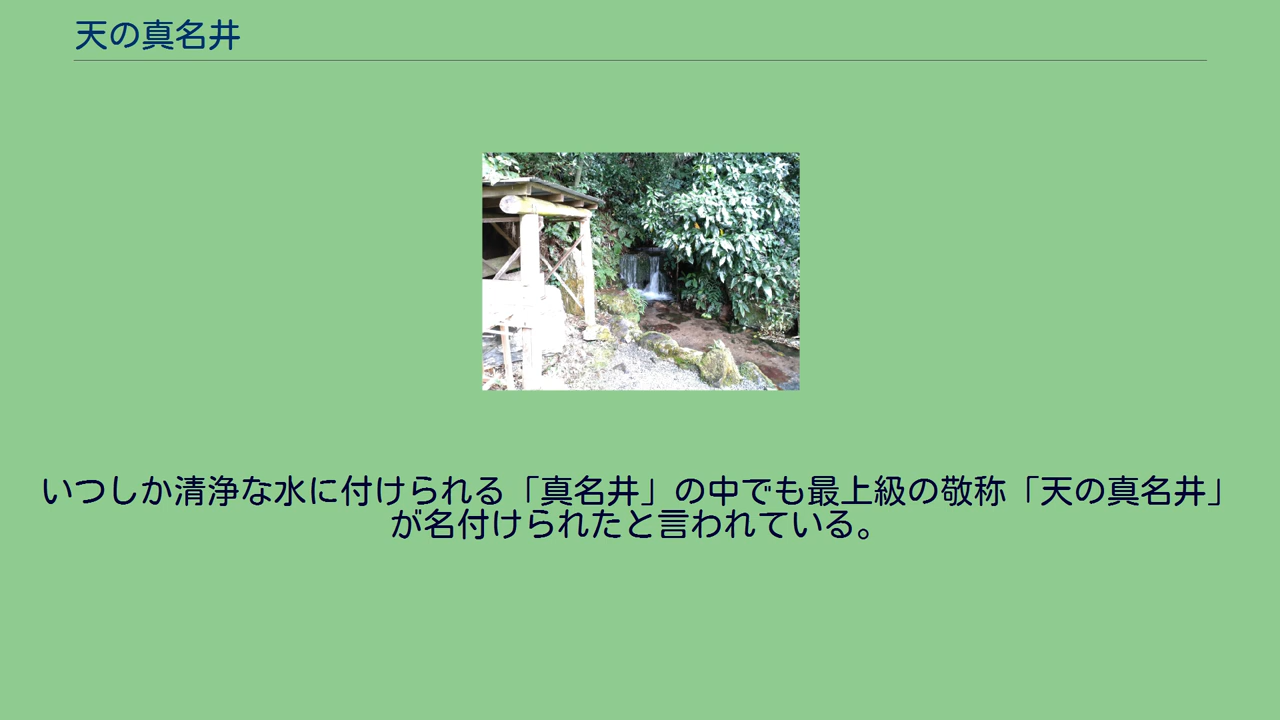 天の真名井
いつしか清浄な水に付けられる「真名井」の中でも最上級の敬称「天の真名井」
が名付けられたと言われている。